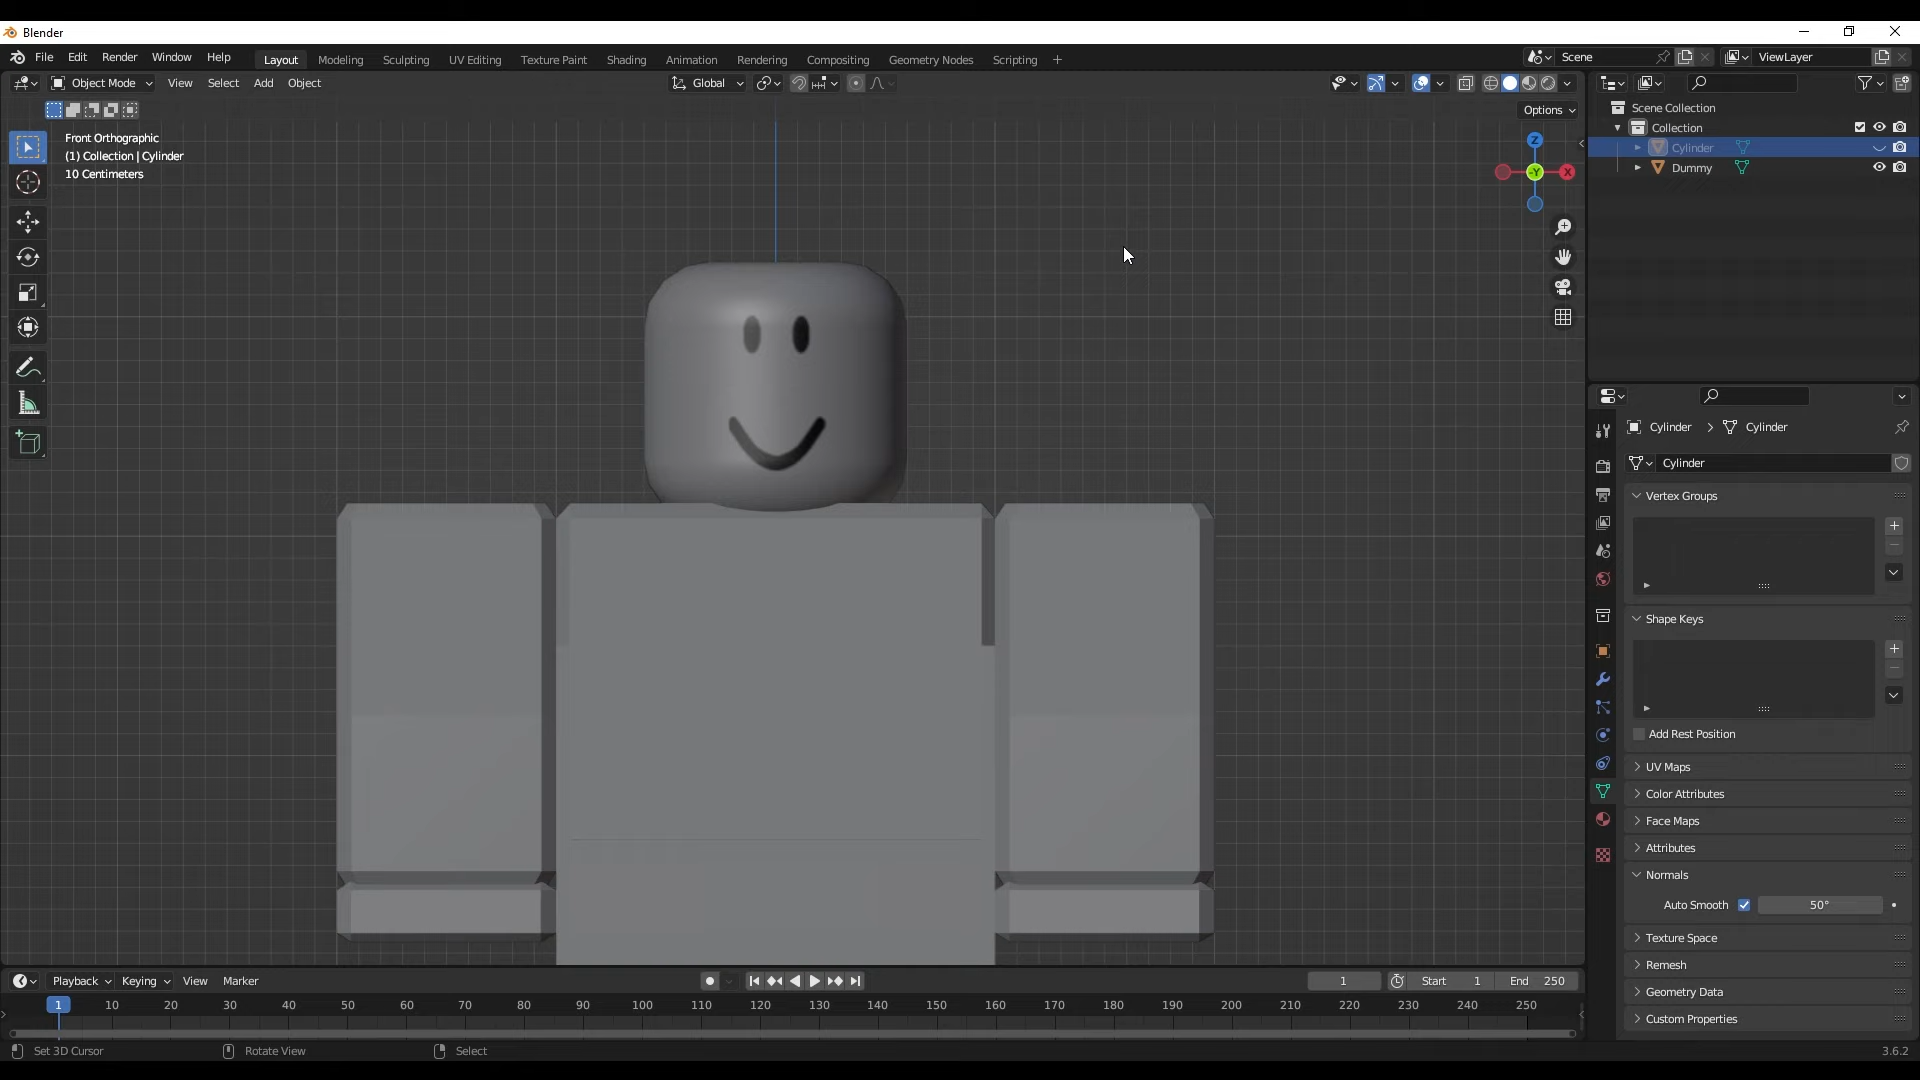 Blender
File Edit Render Window Help Layout Modeling Sculpting UV Editing Texture Paint Shading Animation Rendering Compositing Geometry Nodes Scripting + Scene ViewLayer
Object Mode View Select Add Object Global
Options
Front Orthographic
(1) Collection | Cylinder
10 Centimeters
Z
-Y X
Scene Collection
Collection
Cylinder
Dummy
Cylinder > Cylinder
Cylinder
Vertex Groups
Shape Keys
Add Rest Position
UV Maps
Color Attributes
Face Maps
Attributes
Normals
Auto Smooth 50°
Texture Space
Remesh
Geometry Data
Custom Properties
Playback Keying View Marker 1 Start 1 End 250
1 10 20 30 40 50 60 70 80 90 100 110 120 130 140 150 160 170 180 190 200 210 220 230 240 250
Set 3D Cursor Rotate View Select 3.6.2